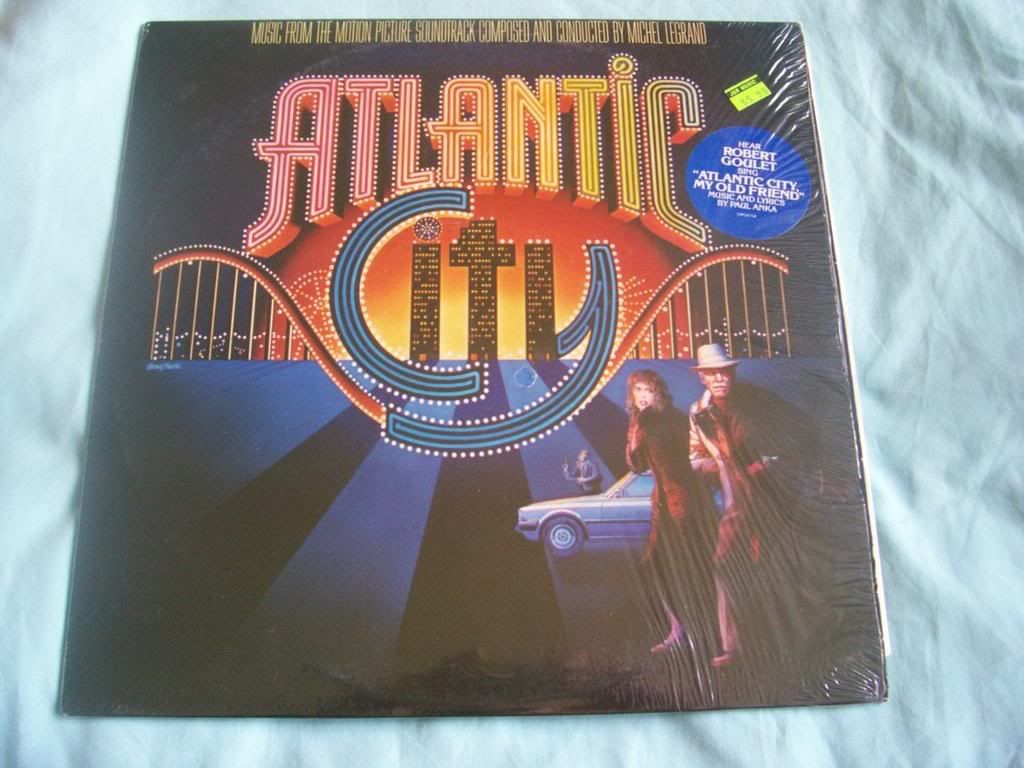 MUSIC FROM THE MOTION PICTURE SOUNDTRACK COMPOSED AND CONDUCTED BY MICHEL LEGRAND
ATLANTiC
City
J&R MUSIC
HEAR
ROBERT
GOULET
SING
"ATLANTIC CITY,
MY OLD FRIEND"
MUSIC AND LYRICS
BY PAUL ANKA